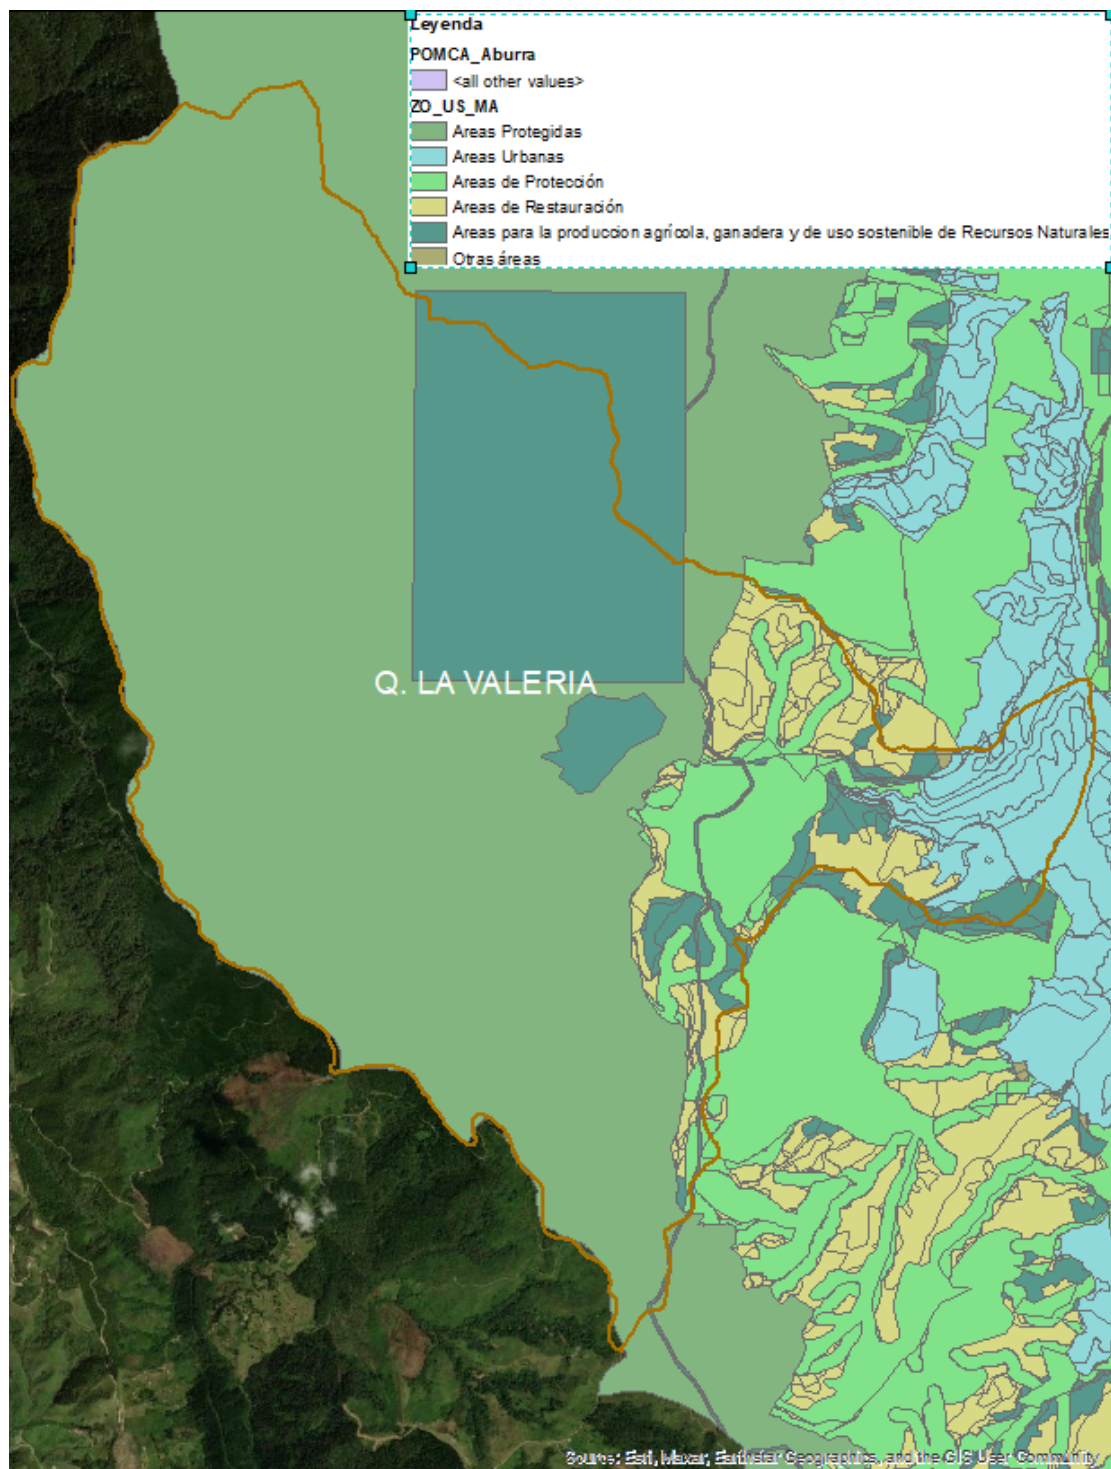 Leyenda
POMCA_Aburra
<all other values>
ZO_US_MA
Areas Protegidas
Areas Urbanas
Areas de Protección
Areas de Restauración
Areas para la produccion agrícola, ganadera y de uso sostenible de Recursos Naturales
Otras áreas
Q. LA VALERIA
Source: Esri, Maxar, Earthstar Geographics, and the GIS User Community